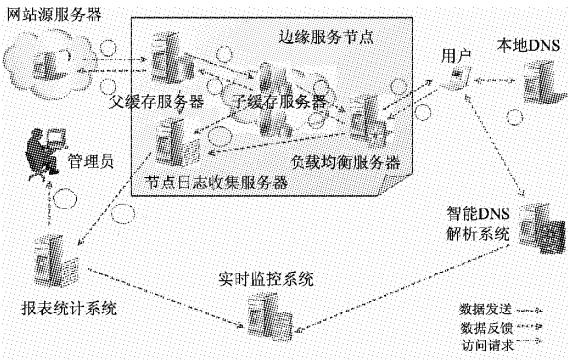 网站源服务器
边缘服务节点
用户
本地DNS
父缓存服务器
子缓存服务器
管理员
负载均衡服务器
节点日志收集服务器
智能DNS
解析系统
实时监控系统
报表统计系统
数据发送
数据反馈
访问请求